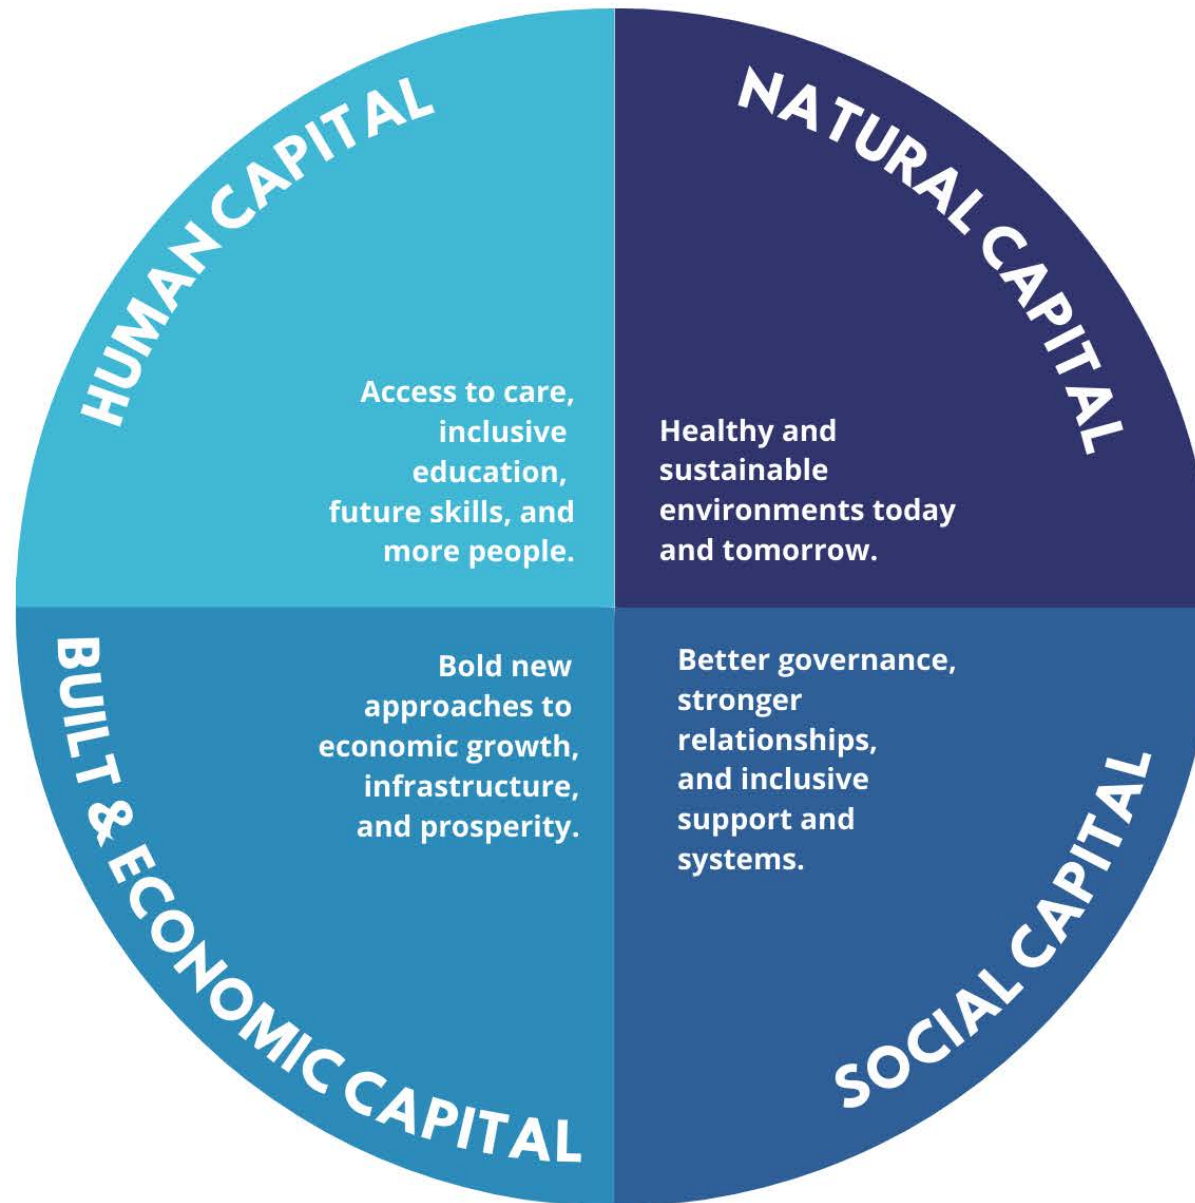 HUMAN CAPITAL
Access to care,
inclusive
education,
future skills, and
more people.
NATURAL CAPITAL
Healthy and
sustainable
environments today
and tomorrow.
BUILT & ECONOMIC CAPITAL
Bold new
approaches to
economic growth,
infrastructure,
and prosperity.
SOCIAL CAPITAL
Better governance,
stronger
relationships,
and inclusive
support and
systems.